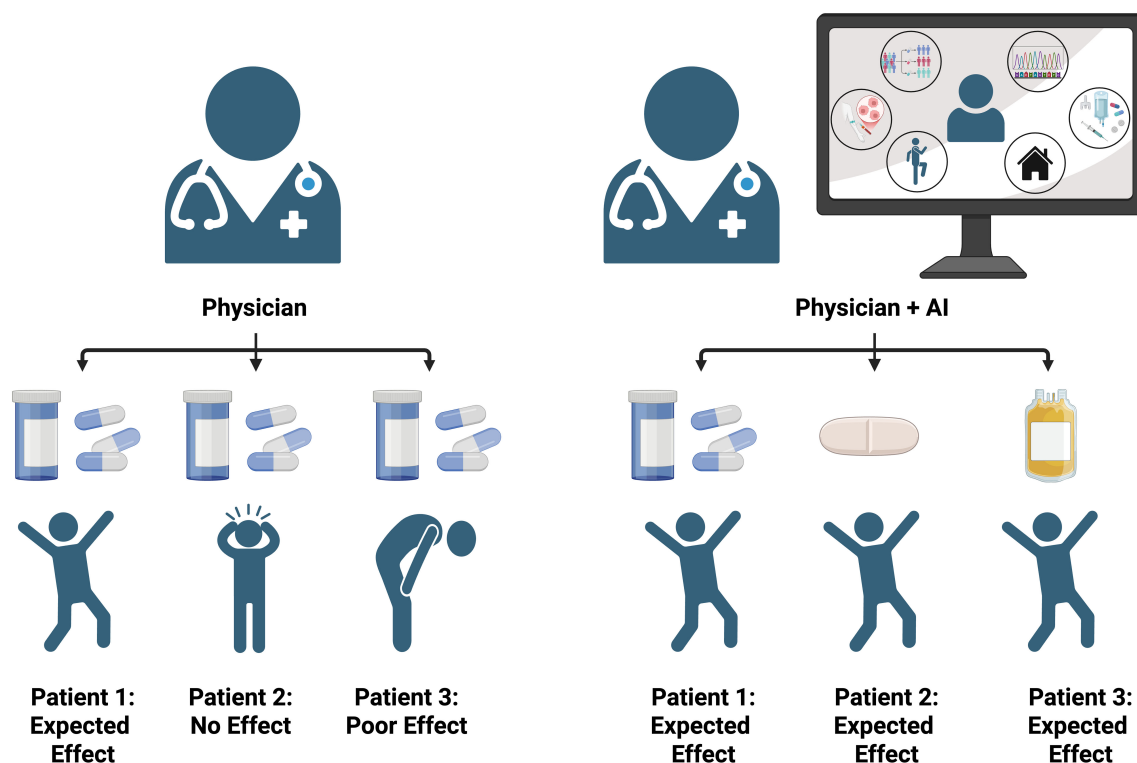 Physician
Physician + AI
Patient 1:
Expected
Effect
Patient 2:
No Effect
Patient 3:
Poor Effect
Patient 1:
Expected
Effect
Patient 2:
Expected
Effect
Patient 3:
Expected
Effect